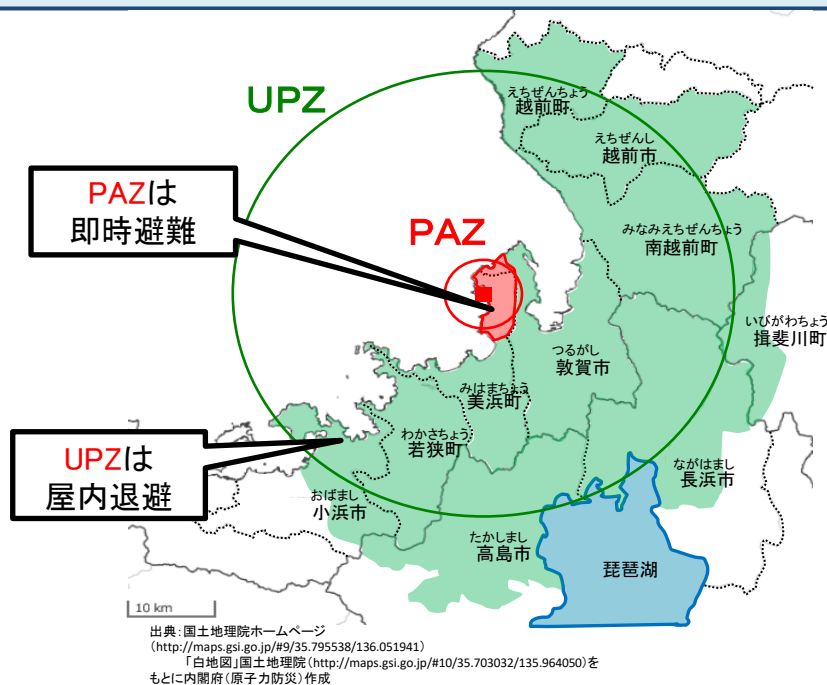 UPZ
えちぜんちょう
越前町
えちぜんし
越前市
PAZは
即時避難
PAZ
みなみえちぜんちょう
南越前町
いびがわちょう
揖斐川町
つるがし
敦賀市
みはまちょう
美浜町
わかさちょう
若狭町
UPZは
屋内退避
ながはまし
長浜市
おばまし
小浜市
たかしまし
高島市
琵琶湖
10 km
出典：国土地理院ホームページ
(http://maps.gsi.go.jp/#9/35.795538/136.051941)
「白地図」国土地理院(http://maps.gsi.go.jp/#10/35.703032/135.964050)を
もとに内閣府（原子力防災）作成